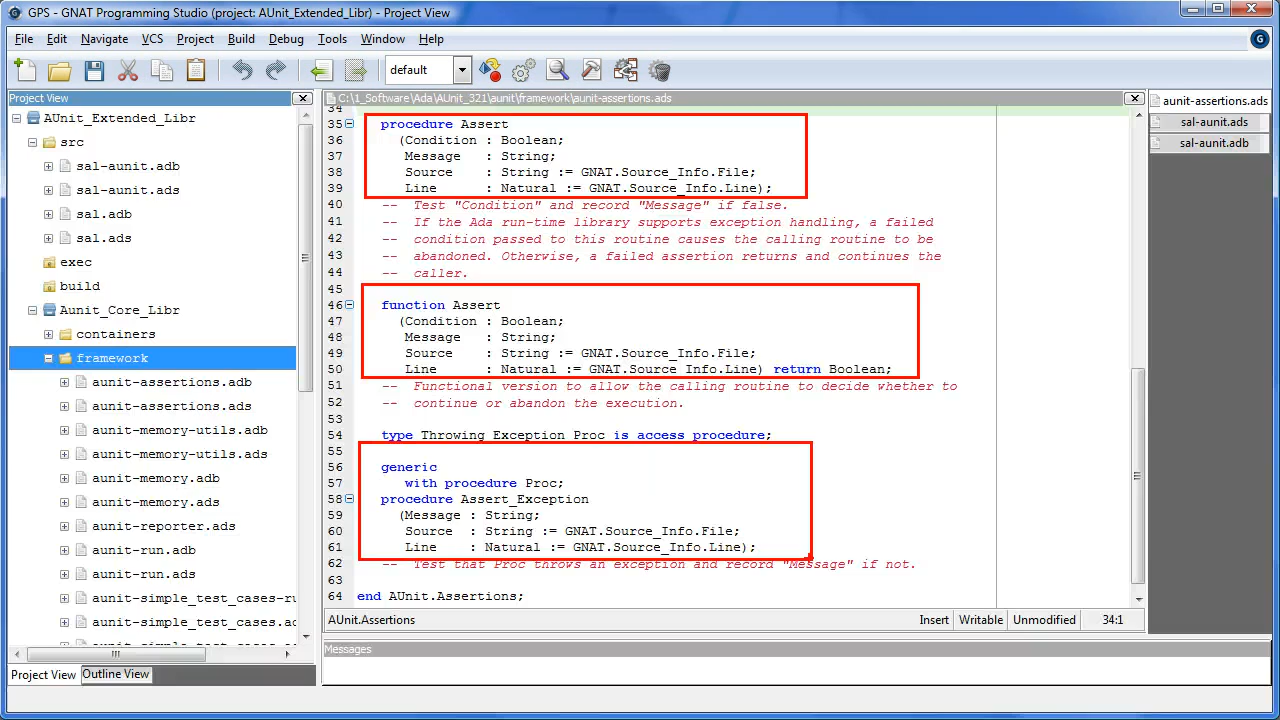 GPS - GNAT Programming Studio (project: AUnit_Extended_Libr) - Project View
File Edit Navigate VCS Project Build Debug Tools Window Help
default
Project View
AUnit_Extended_Libr
src
sal-aunit.adb
sal-aunit.ads
sal.adb
sal.ads
exec
build
Aunit_Core_Libr
containers
framework
aunit-assertions.adb
aunit-assertions.ads
aunit-memory-utils.adb
aunit-memory-utils.ads
aunit-memory.adb
aunit-memory.ads
aunit-reporter.ads
aunit-run.adb
aunit-run.ads
aunit-simple_test_cases-ru
aunit-simple_test_cases.ad
Project View Outline View
C:\1_Software\Ada\AUnit_321\aunit\framework\aunit-assertions.ads
34
35 procedure Assert
36 (Condition : Boolean;
37 Message : String;
38 Source : String := GNAT.Source_Info.File;
39 Line : Natural := GNAT.Source_Info.Line);
40 -- Test "Condition" and record "Message" if false.
41 -- If the Ada run-time library supports exception handling, a failed
42 -- condition passed to this routine causes the calling routine to be
43 -- abandoned. Otherwise, a failed assertion returns and continues the
44 -- caller.
45
46 function Assert
47 (Condition : Boolean;
48 Message : String;
49 Source : String := GNAT.Source_Info.File;
50 Line : Natural := GNAT.Source_Info.Line) return Boolean;
51 -- Functional version to allow the calling routine to decide whether to
52 -- continue or abandon the execution.
53
54 type Throwing_Exception_Proc is access procedure;
55
56 generic
57 with procedure Proc;
58 procedure Assert_Exception
59 (Message : String;
60 Source : String := GNAT.Source_Info.File;
61 Line : Natural := GNAT.Source_Info.Line);
62 -- Test that Proc throws an exception and record "Message" if not.
63
64 end AUnit.Assertions;
AUnit.Assertions Insert Writable Unmodified 34:1
Messages
aunit-assertions.ads
sal-aunit.ads
sal-aunit.adb